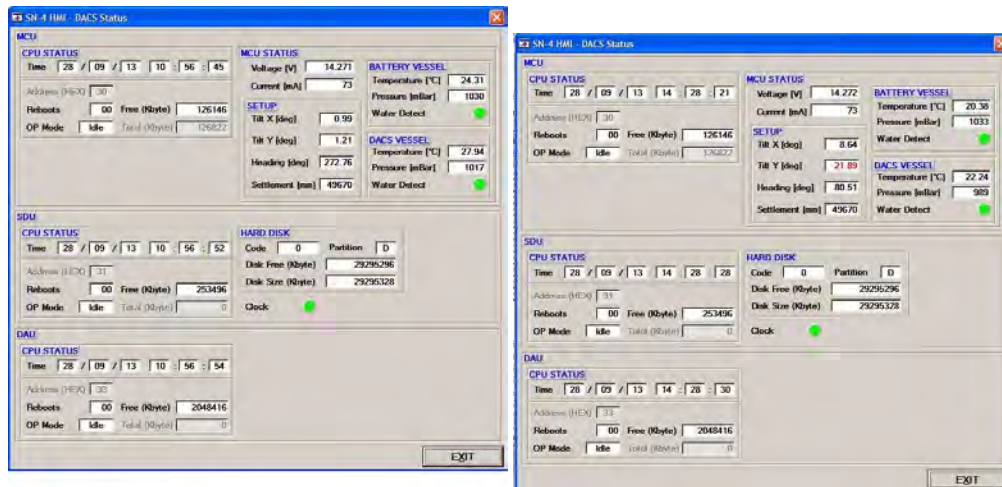 SN-4 HMI - DACS Status
MCU
CPU STATUS
Time 28 / 09 / 13 10 : 56 : 45
Address (HEX) 30
Reboots 00 Free (Kbyte) 126146
OP Mode Idle Total (Kbyte) 126822
MCU STATUS
Voltage [V] 14.271
Current [mA] 73
SETUP
Tilt X [deg] 0.99
Tilt Y [deg] 1.21
Heading [deg] 272.76
Settlement [mm] 49670
BATTERY VESSEL
Temperature [°C] 24.31
Pressure [mBar] 1030
Water Detect
DACS VESSEL
Temperature [°C] 27.94
Pressure [mBar] 1017
Water Detect
SDU
CPU STATUS
Time 28 / 09 / 13 10 : 56 : 52
Address (HEX) 31
Reboots 00 Free (Kbyte) 253496
OP Mode Idle Total (Kbyte) 0
HARD DISK
Code 0 Partition D
Disk Free (Kbyte) 29295296
Disk Size (Kbyte) 29295328
Clock
DAU
CPU STATUS
Time 28 / 09 / 13 10 : 56 : 54
Address (HEX) 33
Reboots 00 Free (Kbyte) 2048416
OP Mode Idle Total (Kbyte) 0
EXIT
SN-4 HMI - DACS Status
MCU
CPU STATUS
Time 28 / 09 / 13 14 : 28 : 21
Address (HEX) 30
Reboots 00 Free (Kbyte) 126146
OP Mode Idle Total (Kbyte) 126822
MCU STATUS
Voltage [V] 14.272
Current [mA] 73
SETUP
Tilt X [deg] 8.64
Tilt Y [deg] 21.89
Heading [deg] 80.51
Settlement [mm] 49670
BATTERY VESSEL
Temperature [°C] 20.38
Pressure [mBar] 1033
Water Detect
DACS VESSEL
Temperature [°C] 22.24
Pressure [mBar] 989
Water Detect
SDU
CPU STATUS
Time 28 / 09 / 13 14 : 28 : 28
Address (HEX) 31
Reboots 00 Free (Kbyte) 253496
OP Mode Idle Total (Kbyte) 0
HARD DISK
Code 0 Partition D
Disk Free (Kbyte) 29295296
Disk Size (Kbyte) 29295328
Clock
DAU
CPU STATUS
Time 28 / 09 / 13 14 : 28 : 30
Address (HEX) 33
Reboots 00 Free (Kbyte) 2048416
OP Mode Idle Total (Kbyte) 0
EXIT